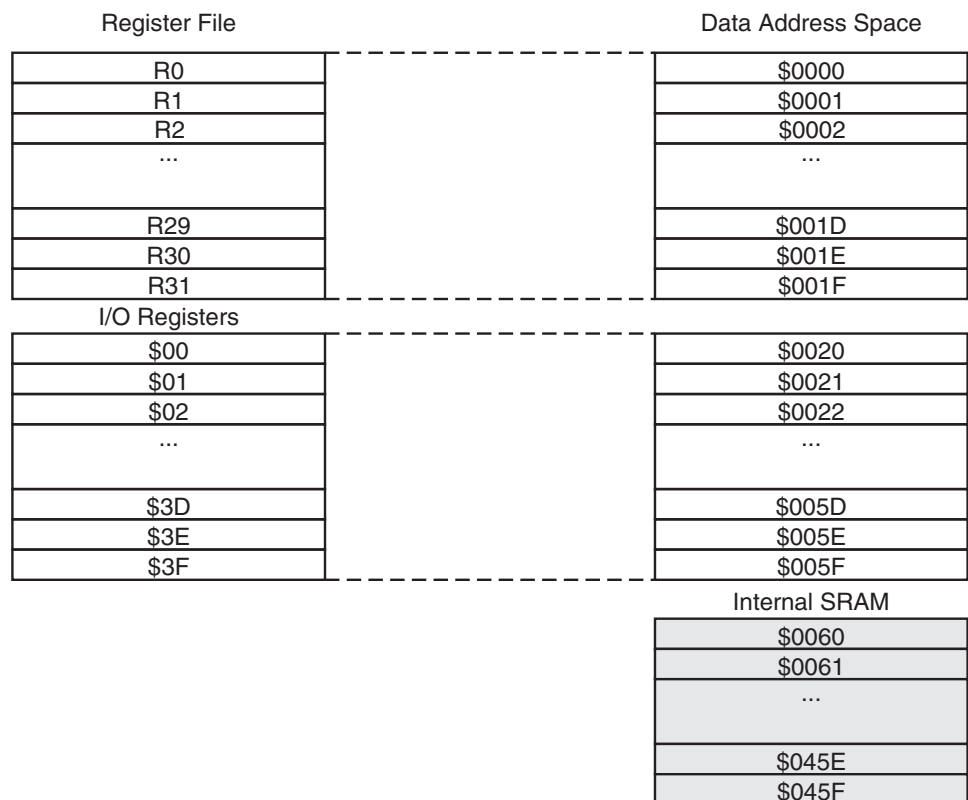 Register File Data Address Space
R0 $0000
R1 $0001
R2 $0002
... ...
R29 $001D
R30 $001E
R31 $001F
I/O Registers
$00 $0020
$01 $0021
$02 $0022
... ...
$3D $005D
$3E $005E
$3F $005F
Internal SRAM
$0060
$0061
...
$045E
$045F